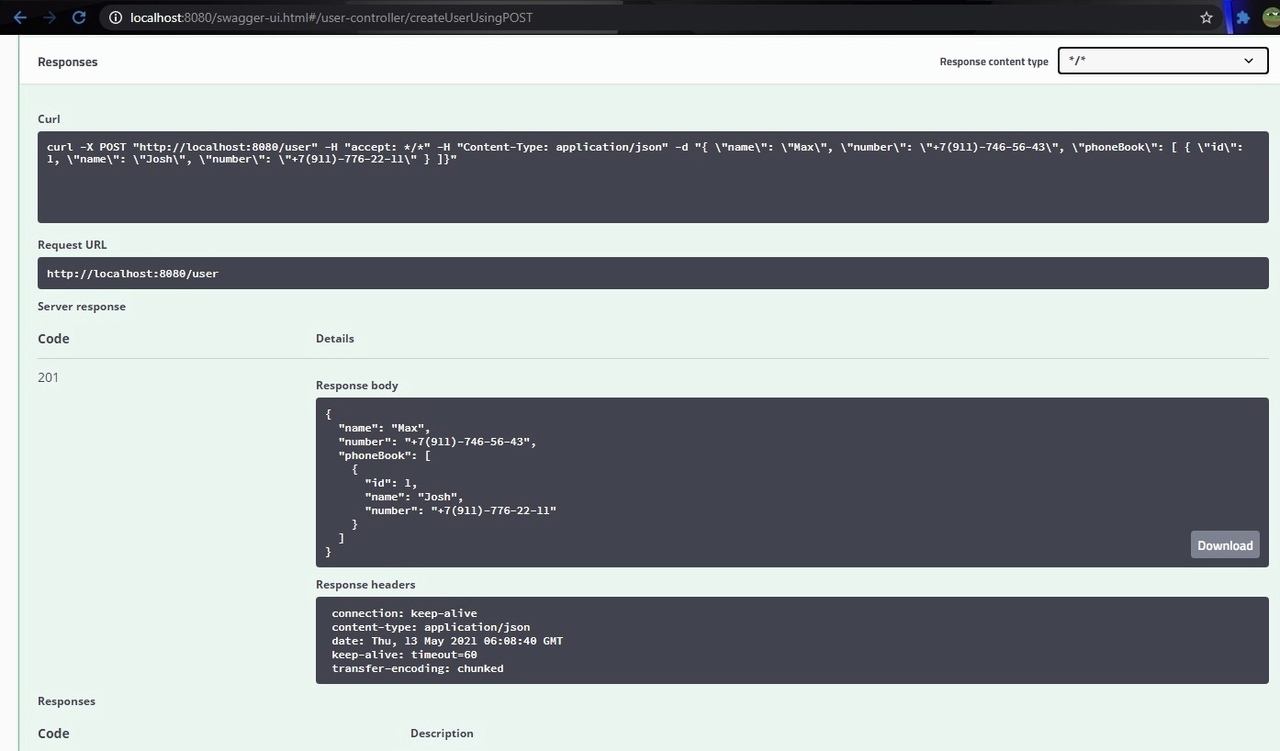 localhost:8080/swagger-ui.html#/user-controller/createUserUsingPOST
Responses
Response content type
*/*
Curl
curl -X POST "http://localhost:8080/user" -H "accept: */*" -H "Content-Type: application/json" -d "{ \"name\": \"Max\", \"number\": \"+7(911)-746-56-43\", \"phoneBook\": [ { \"id\":
1, \"name\": \"Josh\", \"number\": \"+7(911)-776-22-11\" } ]}"
Request URL
http://localhost:8080/user
Server response
Code
Details
201
Response body
{
  "name": "Max",
  "number": "+7(911)-746-56-43",
  "phoneBook": [
    {
      "id": 1,
      "name": "Josh",
      "number": "+7(911)-776-22-11"
    }
  ]
}
Download
Response headers
connection: keep-alive
content-type: application/json
date: Thu, 13 May 2021 06:08:40 GMT
keep-alive: timeout=60
transfer-encoding: chunked
Responses
Code
Description